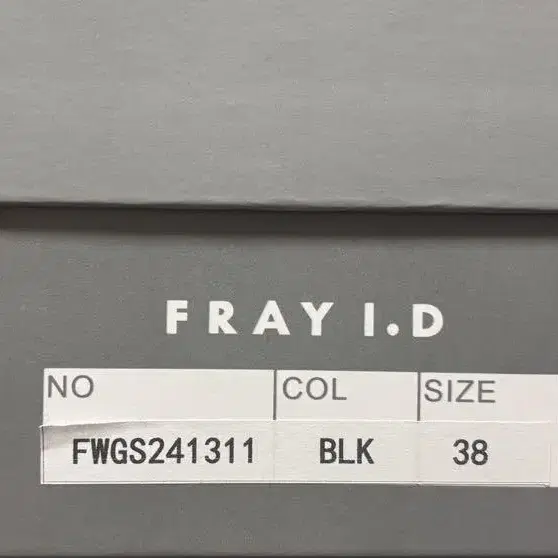 FRAY I.D
NO COL SIZE
FWGS241311 BLK 38